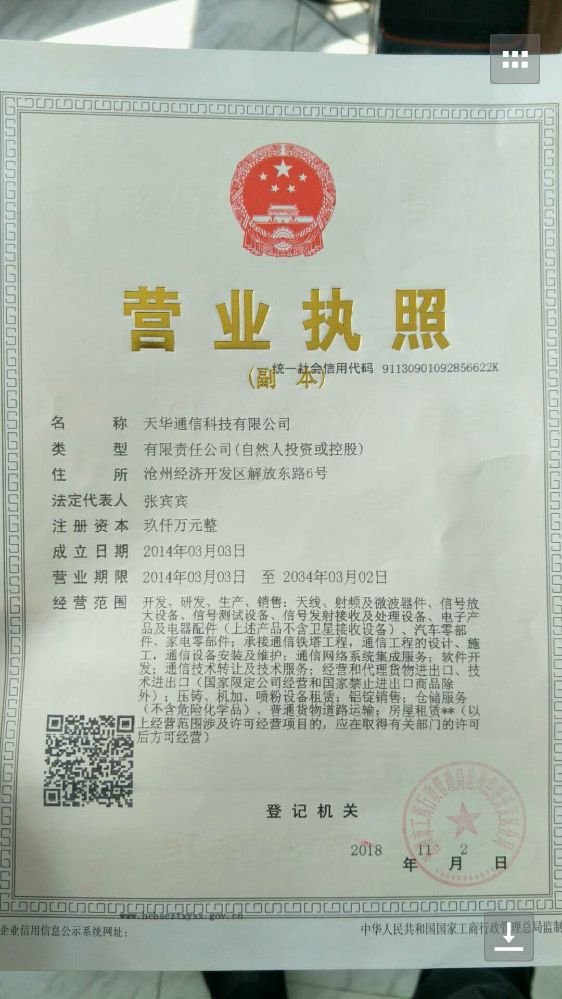 营业执照
统一社会信用代码 91130901092856622K
(副 本)
名 称 天华通信科技有限公司
类 型 有限责任公司(自然人投资或控股)
住 所 沧州经济开发区解放东路6号
法定代表人 张宾宾
注册资本 玖仟万元整
成立日期 2014年03月03日
营业期限 2014年03月03日 至 2034年03月02日
经营范围 开发、研发、生产、销售：天线、射频及微波器件、信号放
大设备、信号测试设备、信号发射接收及处理设备、电子产
品及电器配件（上述产品不含卫星接收设备）、汽车零部
件、家电零部件；承接通信铁塔工程，通信工程的设计、施
工，通信设备安装及维护，通信网络系统集成服务；软件开
发；通信技术转让及技术服务；经营和代理货物进出口、技
术进出口（国家限定公司经营和国家禁止进出口商品除
外）；压铸、机加、喷粉设备租赁；铝锭销售；仓储服务
（不含危险化学品）、普通货物道路运输；房屋租赁**（以
上经营范围涉及许可经营项目的，应在取得有关部门的许可
后方可经营）
登记机关
2018 11 2
年 月 日
www.hebscztxyxx.gov.cn
企业信用信息公示系统网址：
中华人民共和国国家工商行政管理总局监制